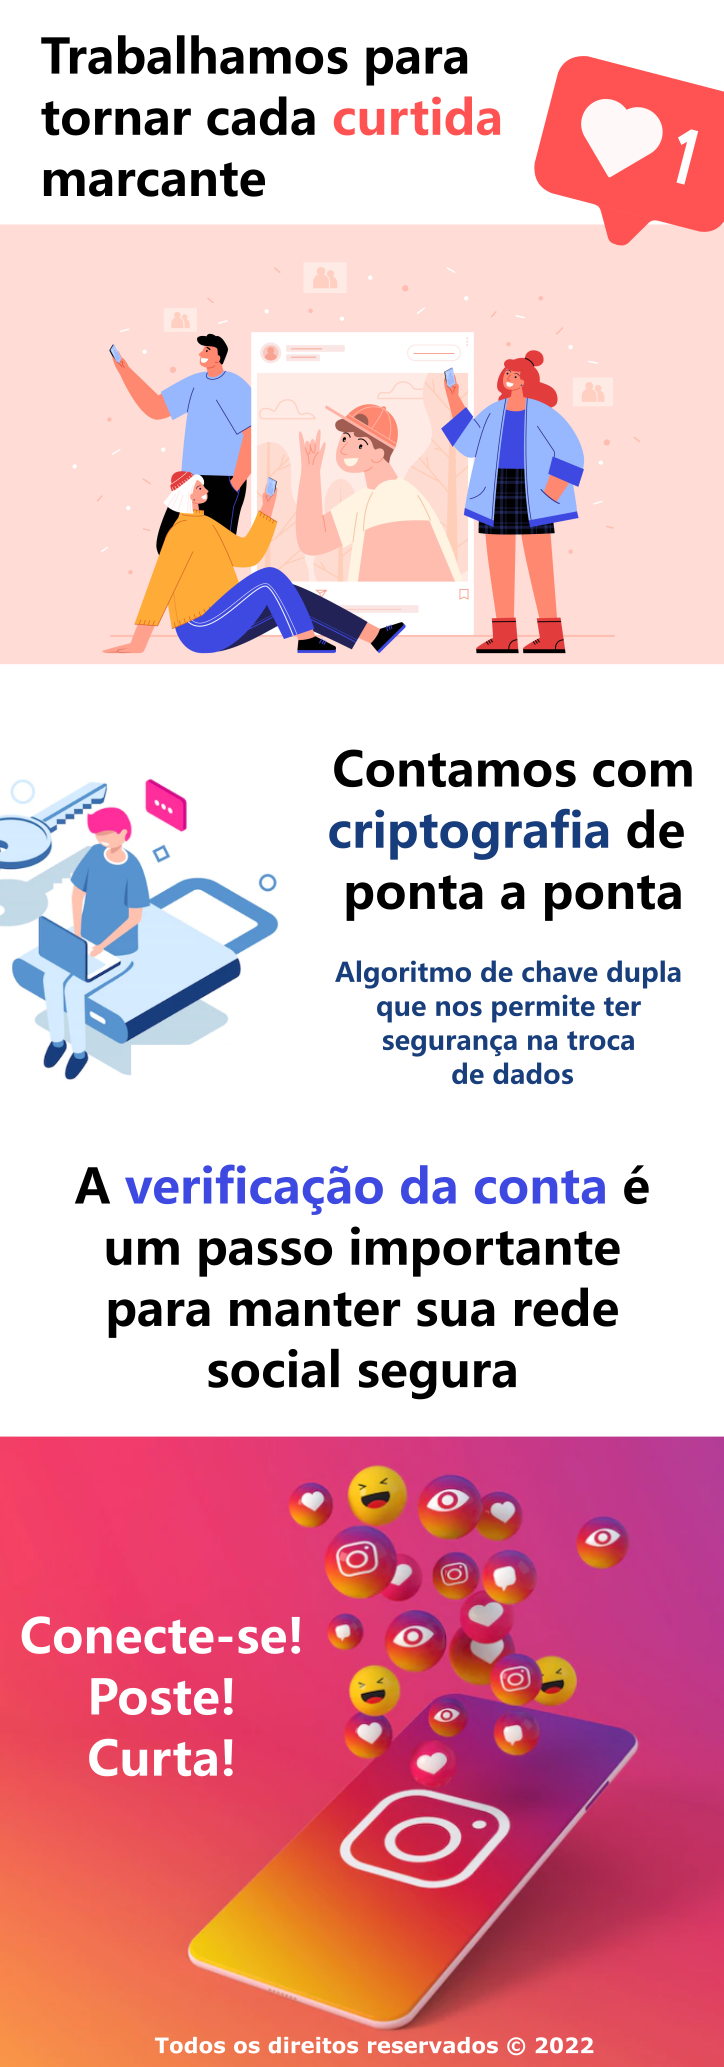 Trabalhamos para
tornar cada curtida
marcante
1
Contamos com
criptografia de
ponta a ponta
Algoritmo de chave dupla
que nos permite ter
segurança na troca
de dados
A verificação da conta é
um passo importante
para manter sua rede
social segura
Conecte-se!
Poste!
Curta!
Todos os direitos reservados © 2022